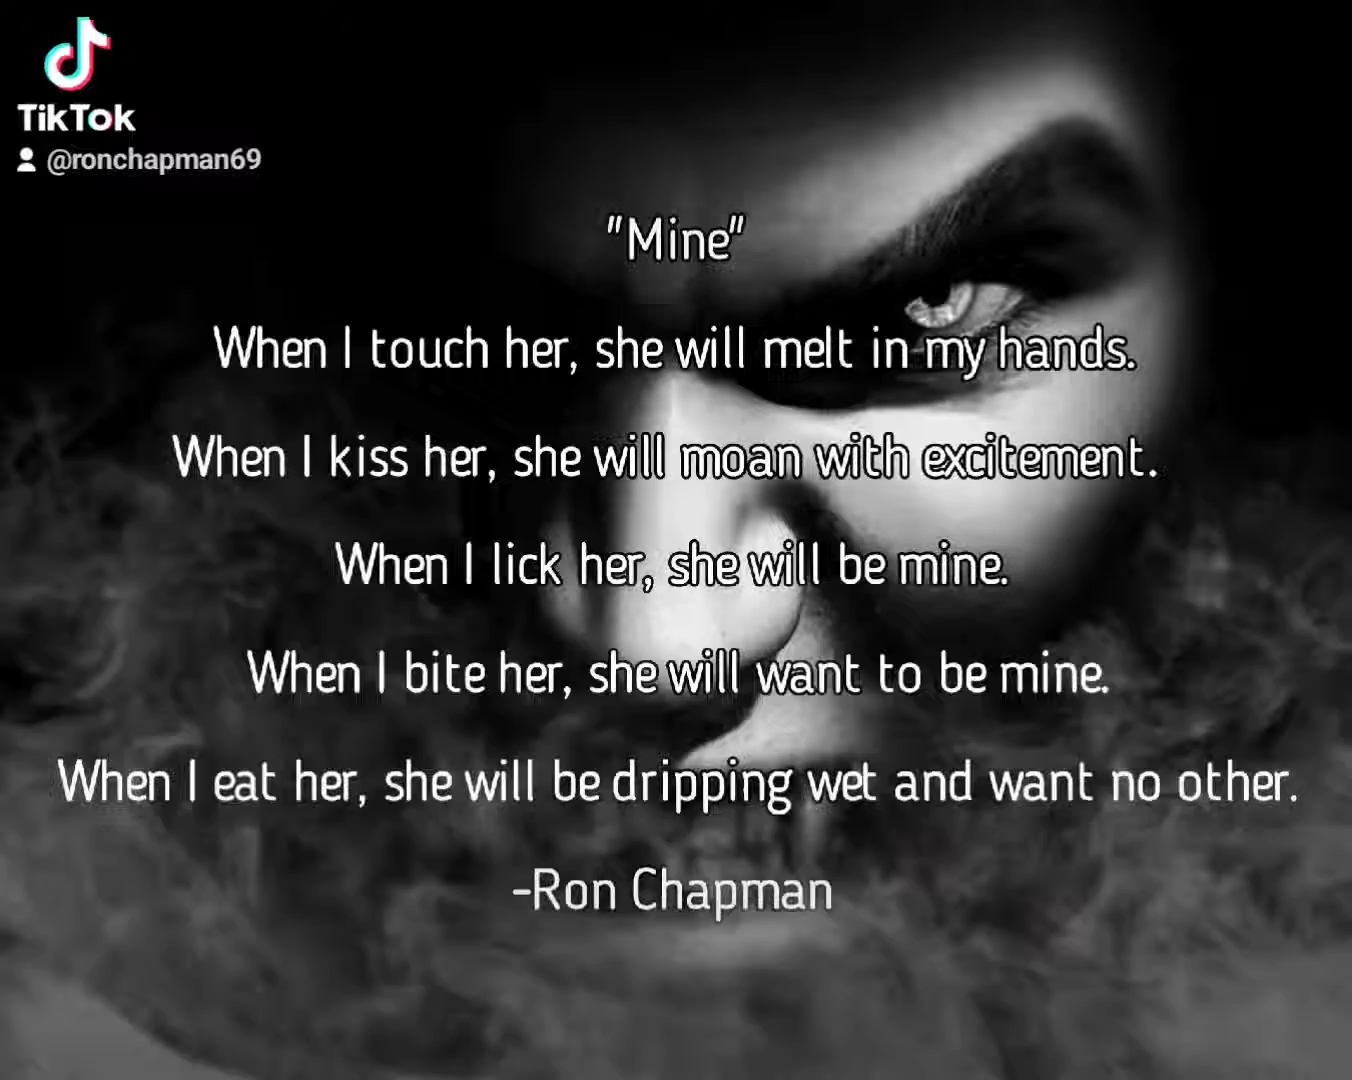 TikTok
@ronchapman69
"Mine"
When I touch her, she will melt in my hands.
When I kiss her, she will moan with excitement.
When I lick her, she will be mine.
When I bite her, she will want to be mine.
When I eat her, she will be dripping wet and want no other.
-Ron Chapman